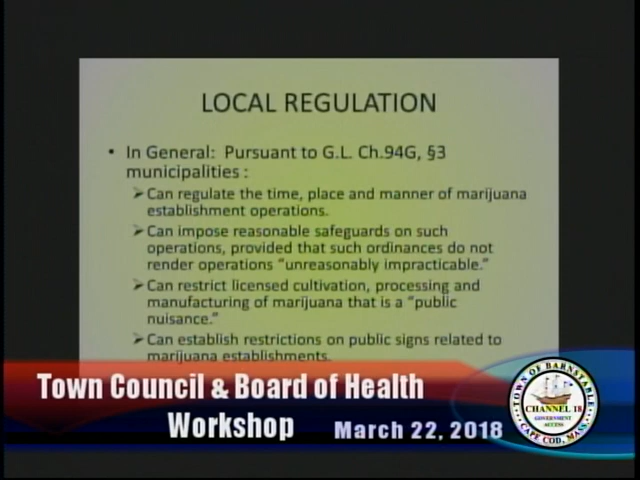 LOCAL REGULATION
• In General: Pursuant to G.L. Ch.94G, §3
municipalities :
➢Can regulate the time, place and manner of marijuana
establishment operations.
➢Can impose reasonable safeguards on such
operations, provided that such ordinances do not
render operations “unreasonably impracticable.”
➢Can restrict licensed cultivation, processing and
manufacturing of marijuana that is a “public
nuisance.”
➢Can establish restrictions on public signs related to
marijuana establishments.
Town Council & Board of Health
Workshop
March 22, 2018
TOWN OF BARNSTABLE
CHANNEL 18
GOVERNMENT
ACCESS
CAPE COD, MASS.